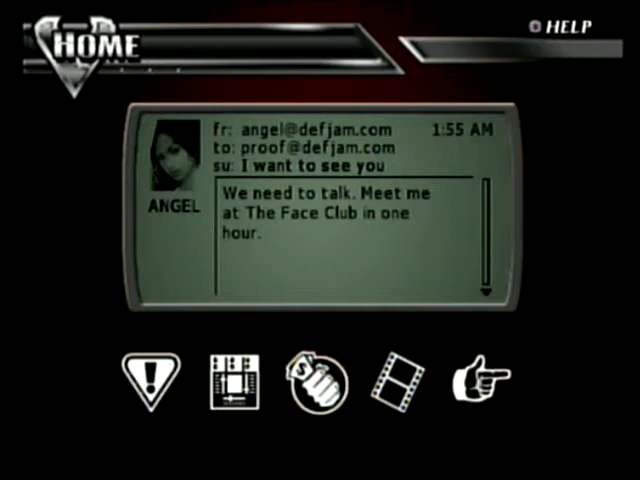 HOME
HELP
fr: angel@defjam.com 1:55 AM
to: proof@defjam.com
su: I want to see you
ANGEL
We need to talk. Meet me
at The Face Club in one
hour.
$